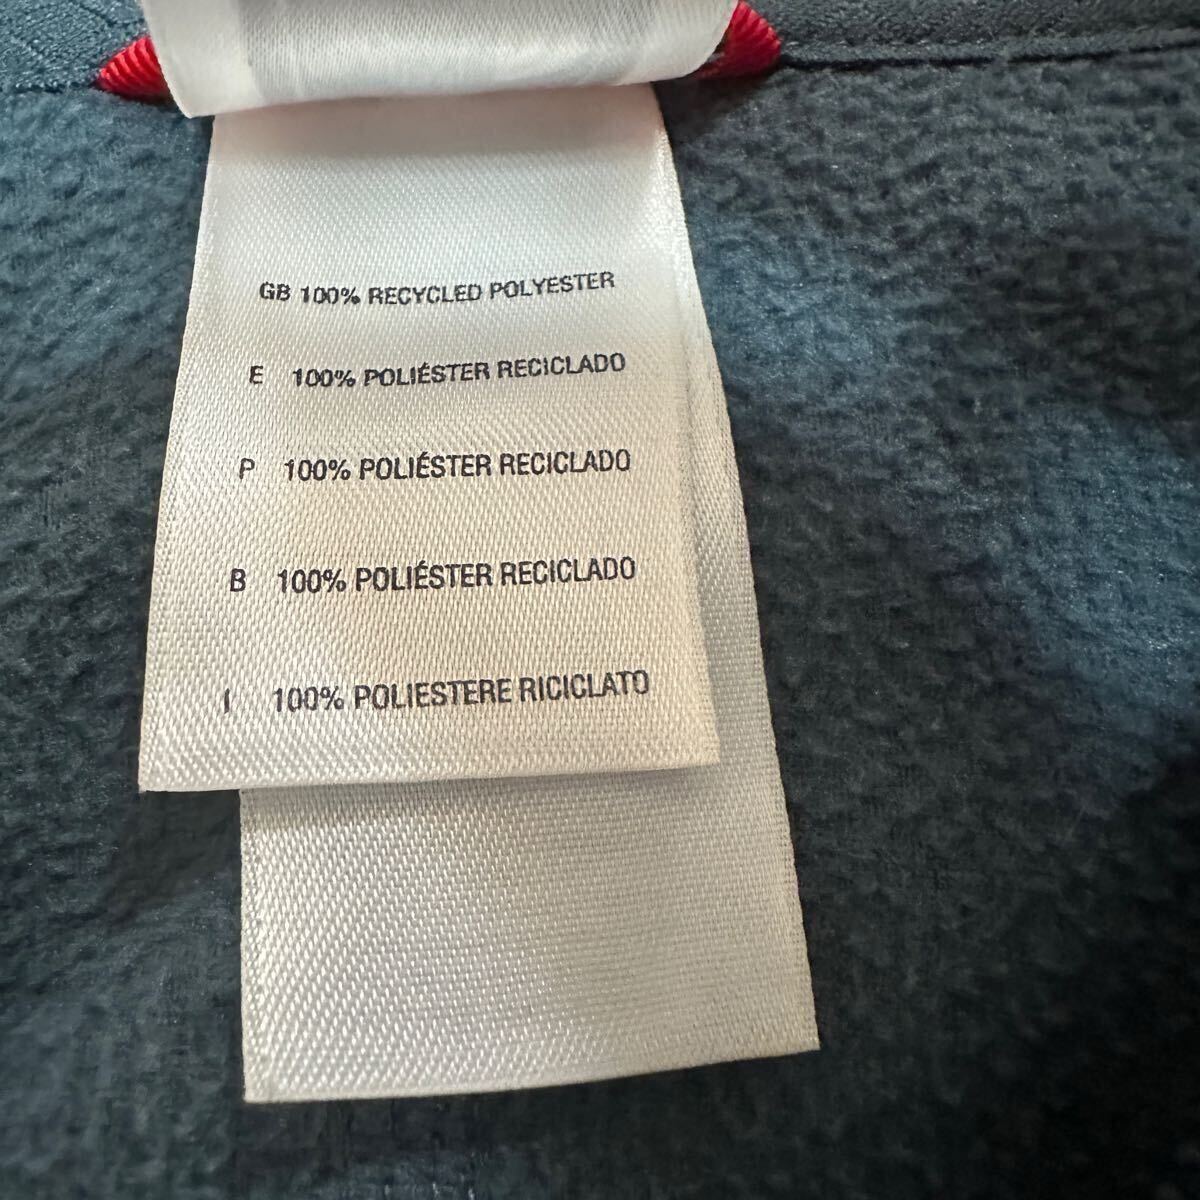 GB 100% RECYCLED POLYESTER
E 100% POLIÉSTER RECICLADO
P 100% POLIÉSTER RECICLADO
B 100% POLIÉSTER RECICLADO
I 100% POLIESTERE RICICLATO